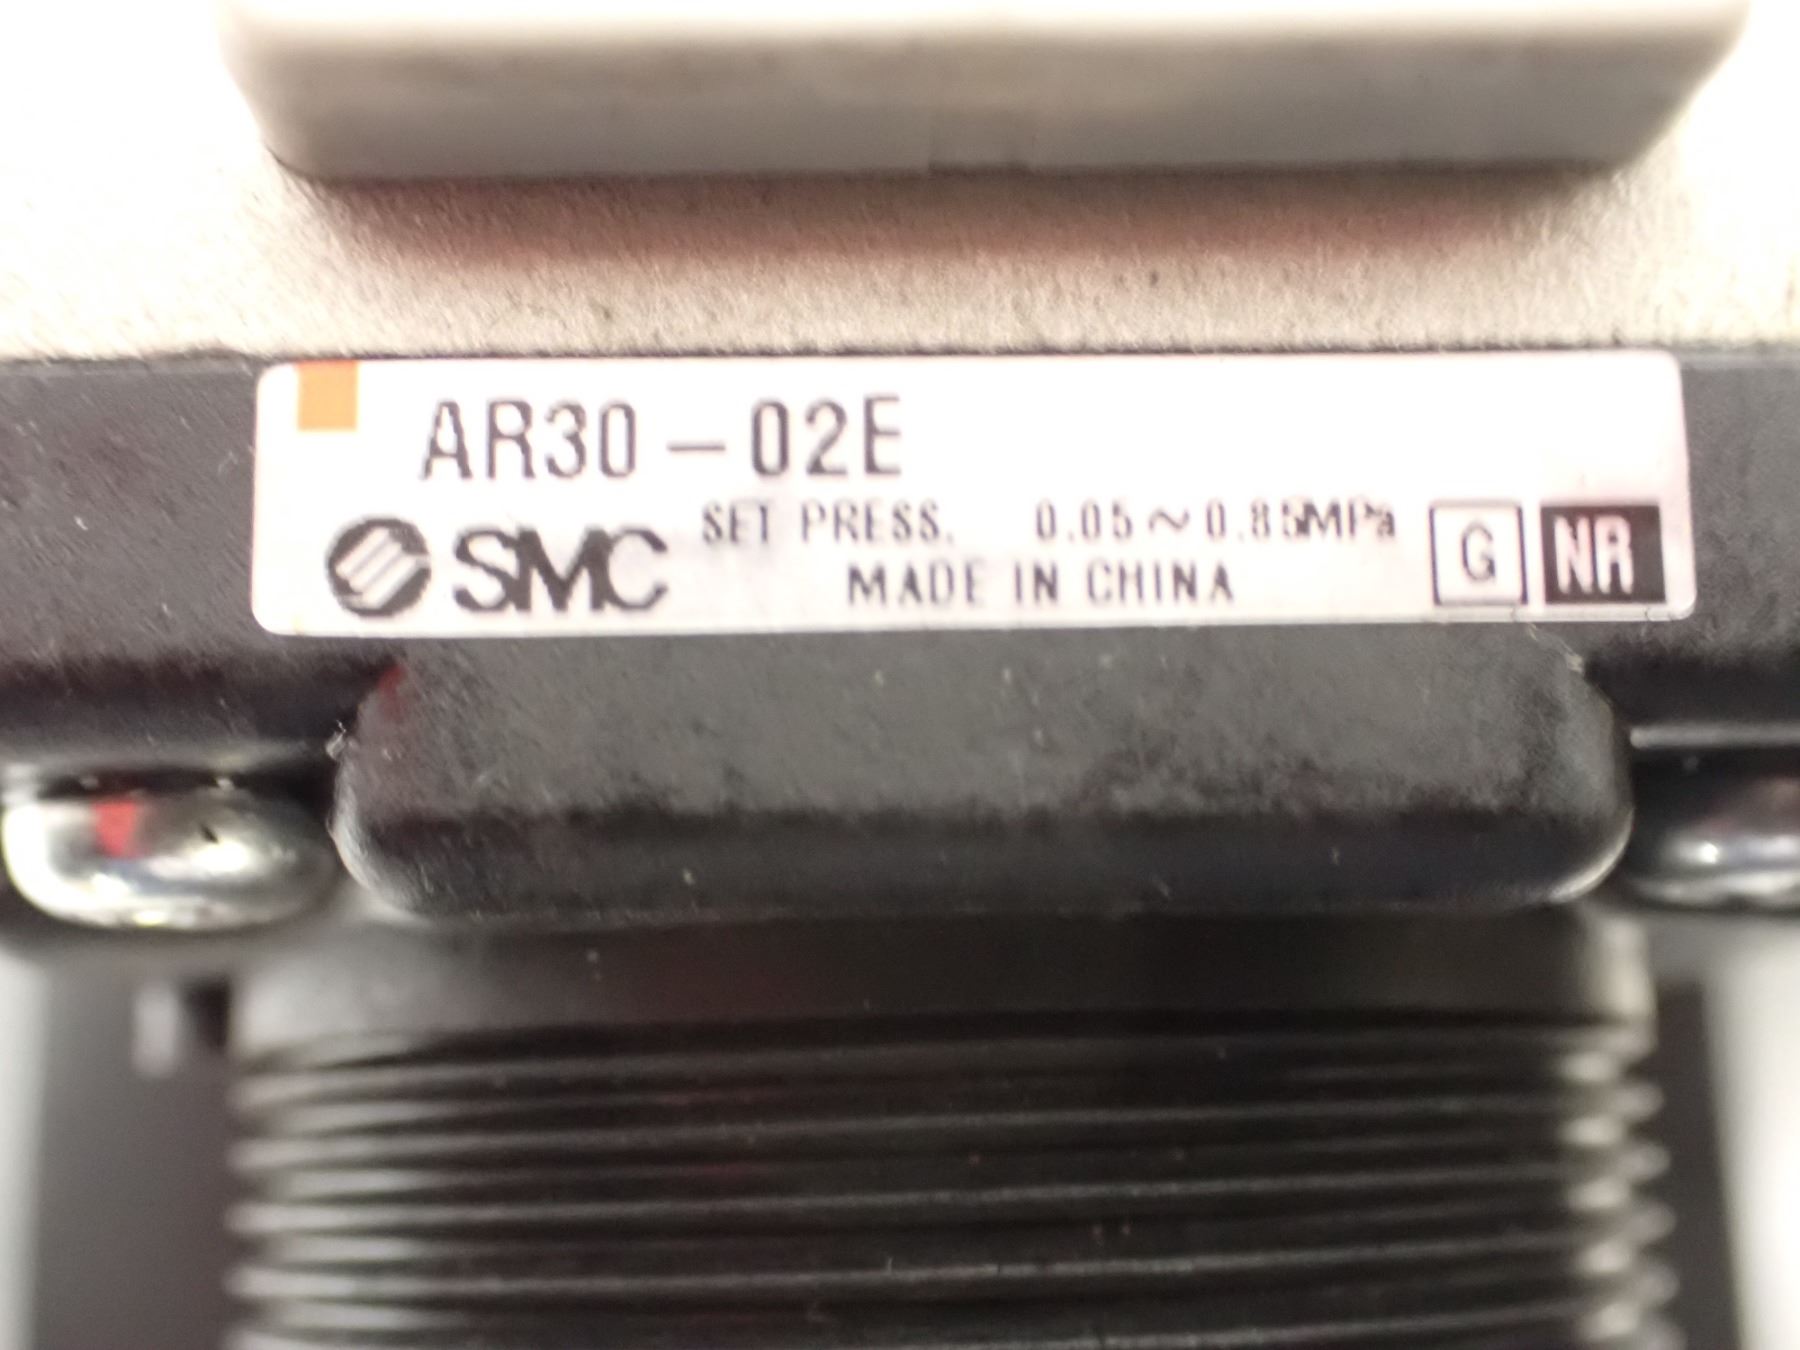 AR30-02E
SMC SET PRESS. 0.05~0.85MPa G NR
MADE IN CHINA